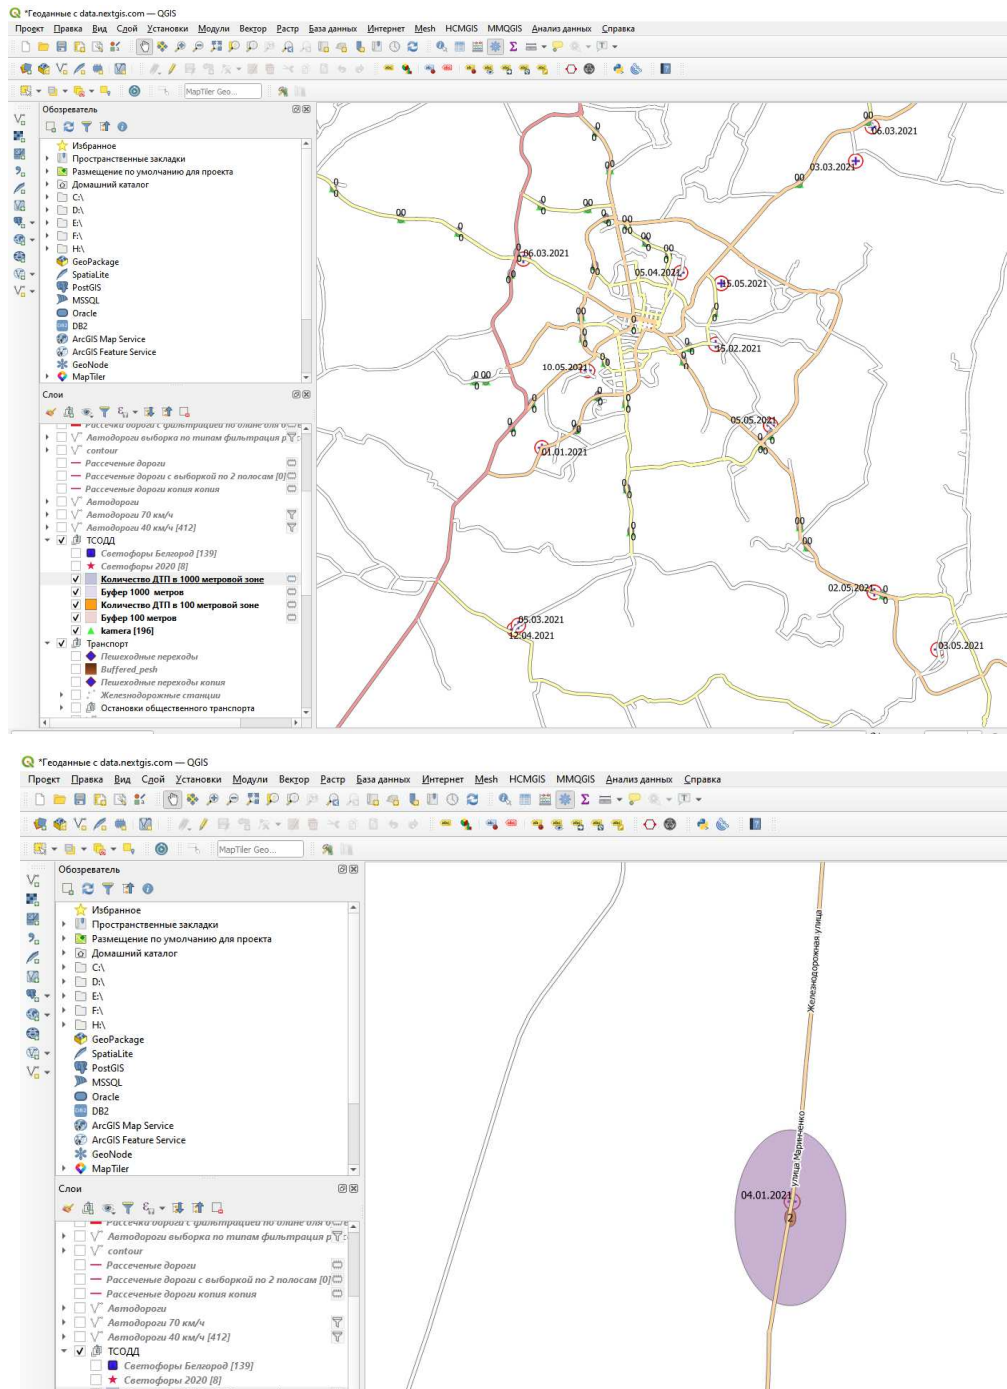 *Геоданные с data.nextgis.com — QGIS
Проект Правка Вид Слой Установки Модули Вектор Растр База данных Интернет Mesh HCMGIS MMQGIS Анализ данных Справка
MapTiler Geo...
Обозреватель
Избранное
Пространственные закладки
Размещение по умолчанию для проекта
Домашний каталог
C:\
D:\
E:\
F:\
H:\
GeoPackage
SpatiaLite
PostGIS
MSSQL
Oracle
DB2
ArcGIS Map Service
ArcGIS Feature Service
GeoNode
MapTiler
Слои
Автодороги выборка по типам фильтрация р
contour
Рассеченые дороги
Рассеченые дороги с выборкой по 2 полосам [0]
Рассеченые дороги копия копия
Автодороги
Автодороги 70 км/ч
Автодороги 40 км/ч [412]
ТСОДД
Светофоры Белгород [139]
Светофоры 2020 [8]
Количество ДТП в 1000 метровой зоне
Буфер 1000 метров
Количество ДТП в 100 метровой зоне
Буфер 100 метров
kamera [196]
Транспорт
Пешеходные переходы
Buffered_pesh
Пешеходные переходы копия
Железнодорожные станции
Остановки общественного транспорта
06.03.2021
03.03.2021
06.03.2021
05.04.2021
15.05.2021
15.02.2021
10.05.2021
05.05.2021
01.01.2021
02.05.2021
05.03.2021
12.04.2021
03.05.2021
*Геоданные с data.nextgis.com — QGIS
Проект Правка Вид Слой Установки Модули Вектор Растр База данных Интернет Mesh HCMGIS MMQGIS Анализ данных Справка
MapTiler Geo...
Обозреватель
Избранное
Пространственные закладки
Размещение по умолчанию для проекта
Домашний каталог
C:\
D:\
E:\
F:\
H:\
GeoPackage
SpatiaLite
PostGIS
MSSQL
Oracle
DB2
ArcGIS Map Service
ArcGIS Feature Service
GeoNode
MapTiler
Слои
Автодороги выборка по типам фильтрация р
contour
Рассеченые дороги
Рассеченые дороги с выборкой по 2 полосам [0]
Рассеченые дороги копия копия
Автодороги
Автодороги 70 км/ч
Автодороги 40 км/ч [412]
ТСОДД
Светофоры Белгород [139]
Светофоры 2020 [8]
Железнодорожная улица
улица Маринченко
04.01.2021
2